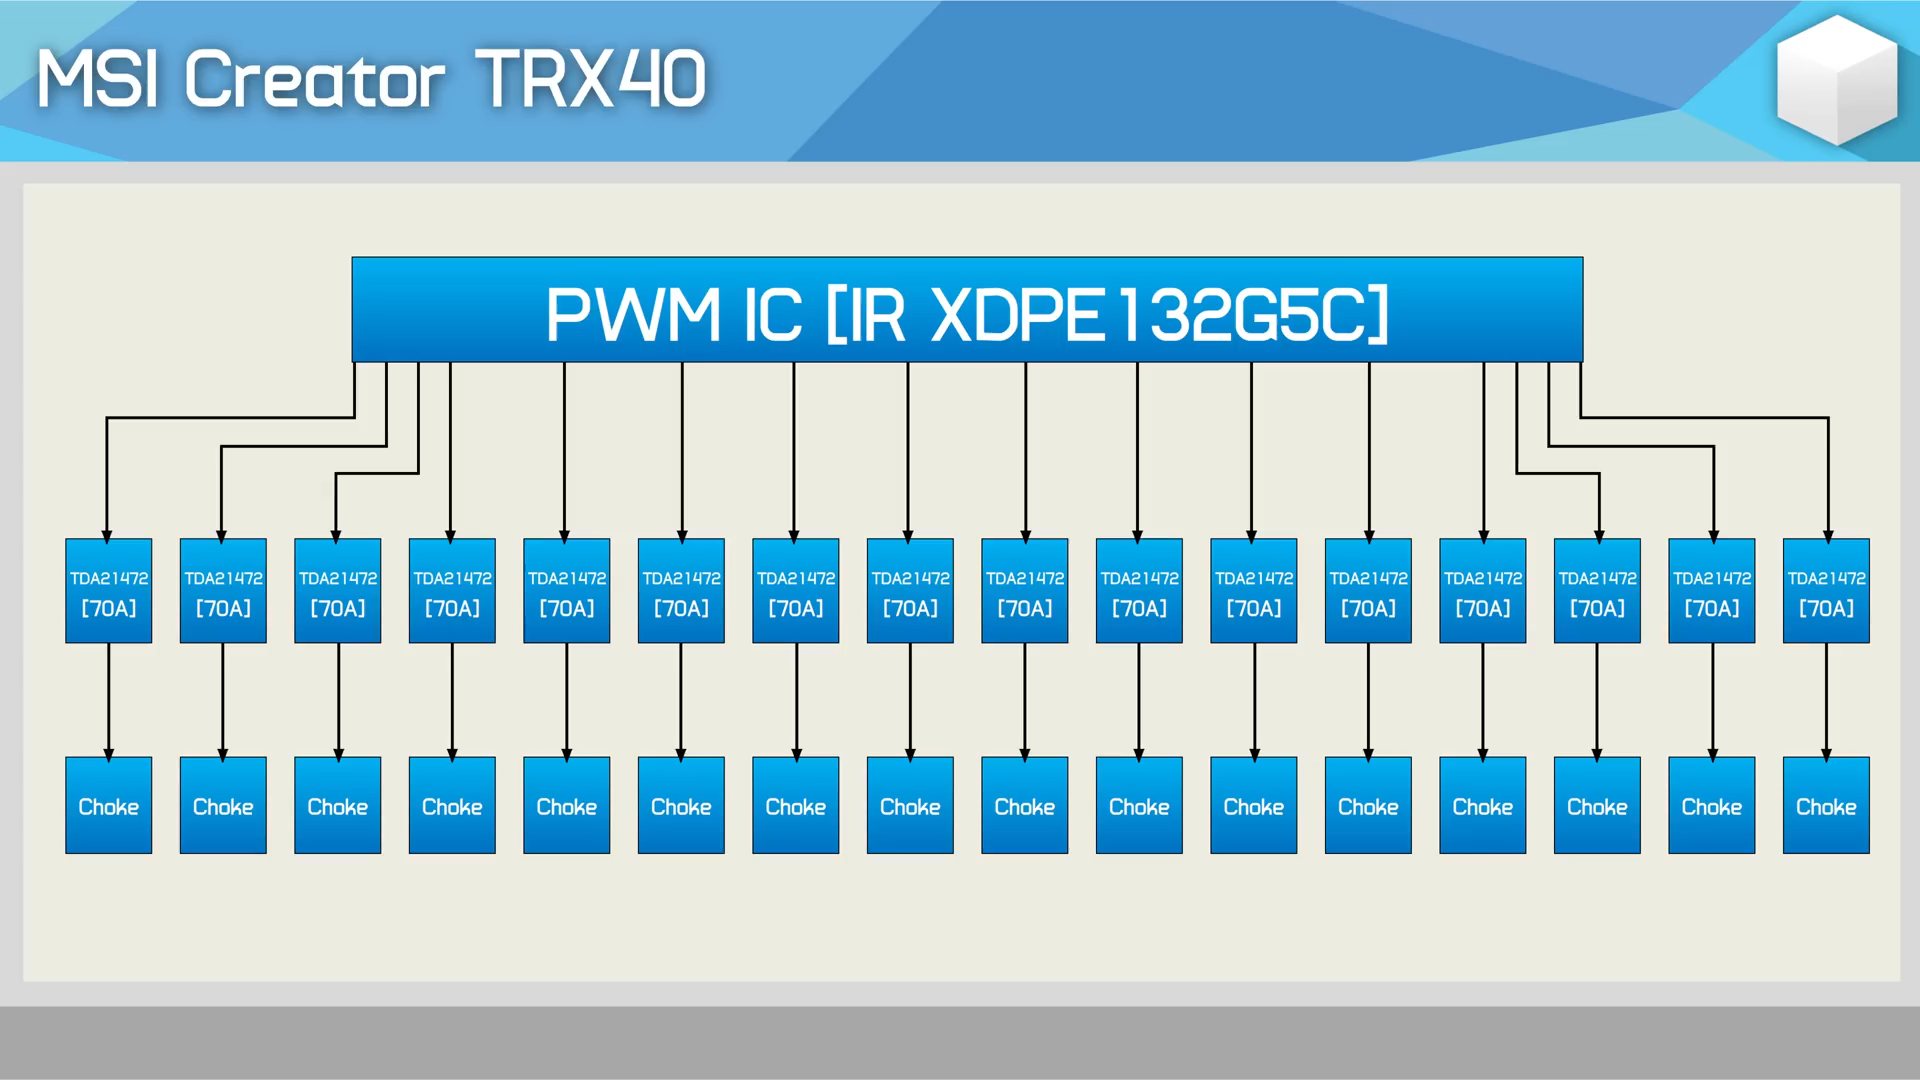 MSI Creator TRX40
PWM IC [IR XDPE132G5C]
TDA21472 TDA21472 TDA21472 TDA21472 TDA21472 TDA21472 TDA21472 TDA21472 TDA21472 TDA21472 TDA21472 TDA21472 TDA21472 TDA21472 TDA21472 TDA21472
[70A] [70A] [70A] [70A] [70A] [70A] [70A] [70A] [70A] [70A] [70A] [70A] [70A] [70A] [70A] [70A]
Choke Choke Choke Choke Choke Choke Choke Choke Choke Choke Choke Choke Choke Choke Choke Choke